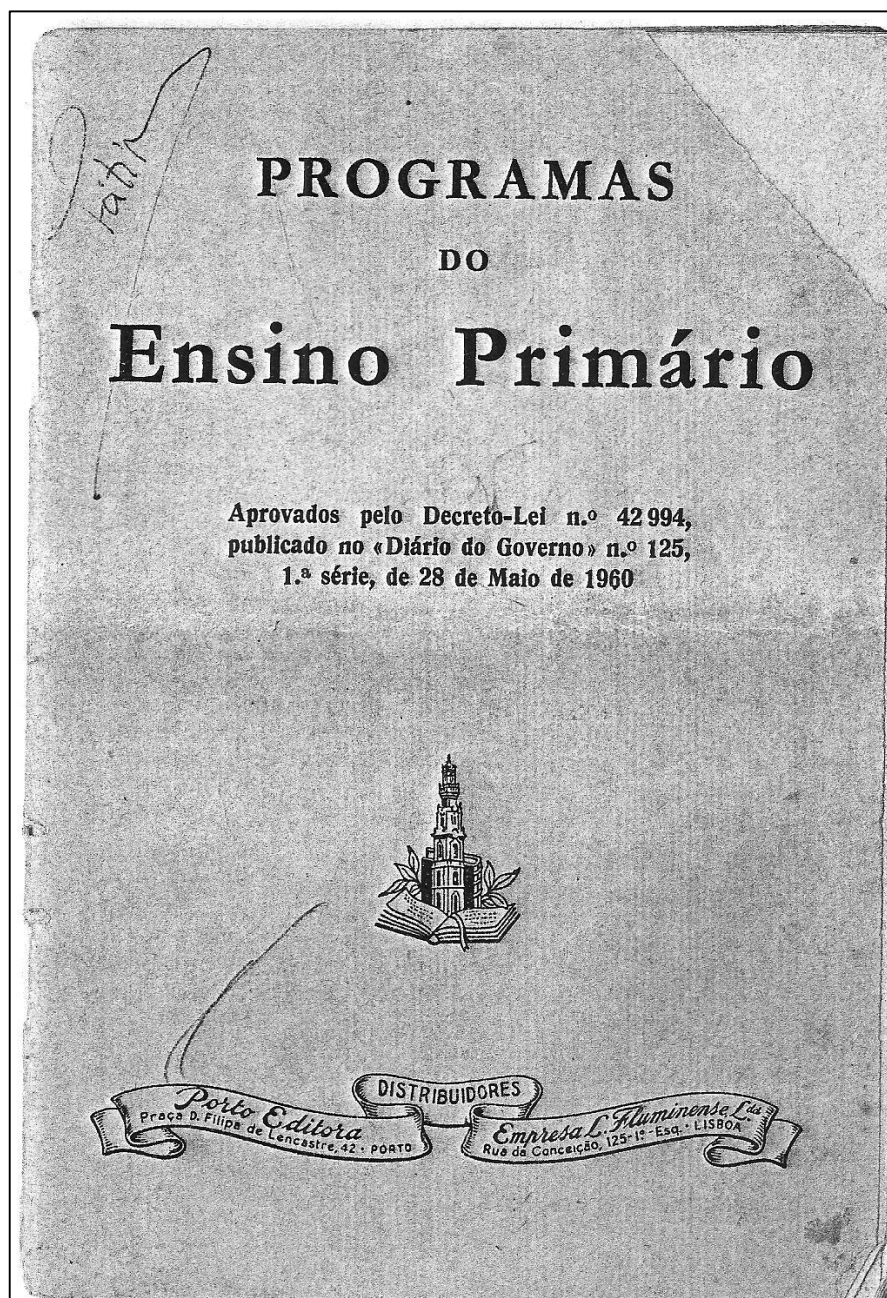 PROGRAMAS
DO
Ensino Primário
Aprovados pelo Decreto-Lei n.º 42 994,
publicado no «Diário do Governo» n.º 125,
1.ª série, de 28 de Maio de 1960
DISTRIBUIDORES
Porto Editora
Praça D. Filipa de Lencastre, 42 · PORTO
Empresa L. Fluminense, L.da
Rua da Conceição, 125-1º-Esq. · LISBOA